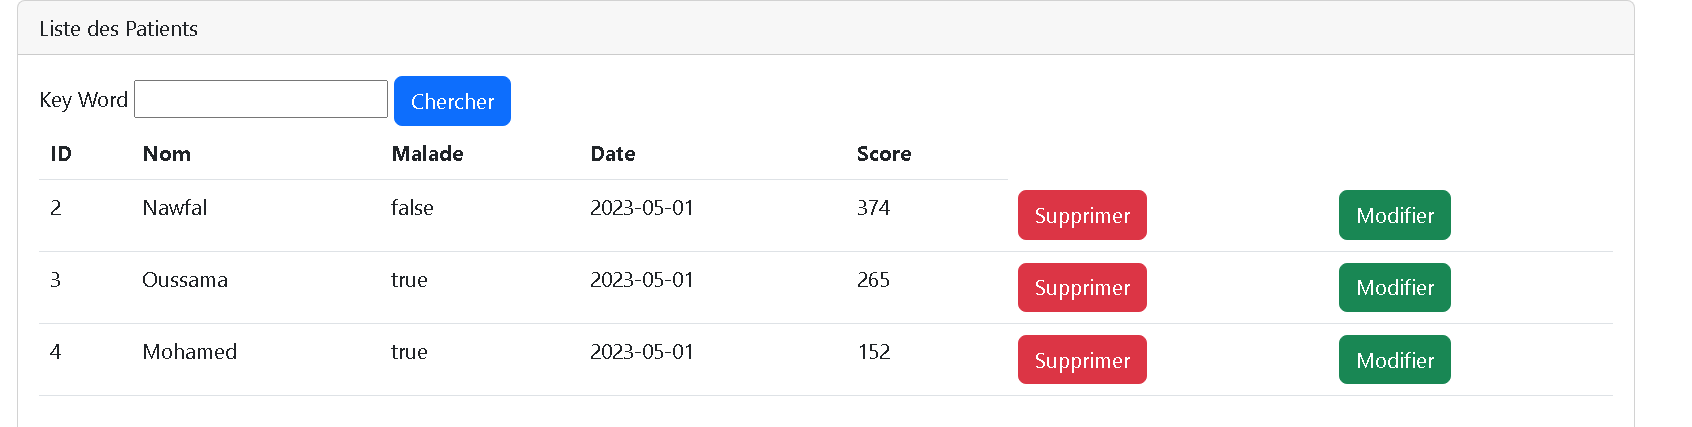 Liste des Patients
Key Word Chercher
ID Nom Malade Date Score
2 Nawfal false 2023-05-01 374 Supprimer Modifier
3 Oussama true 2023-05-01 265 Supprimer Modifier
4 Mohamed true 2023-05-01 152 Supprimer Modifier